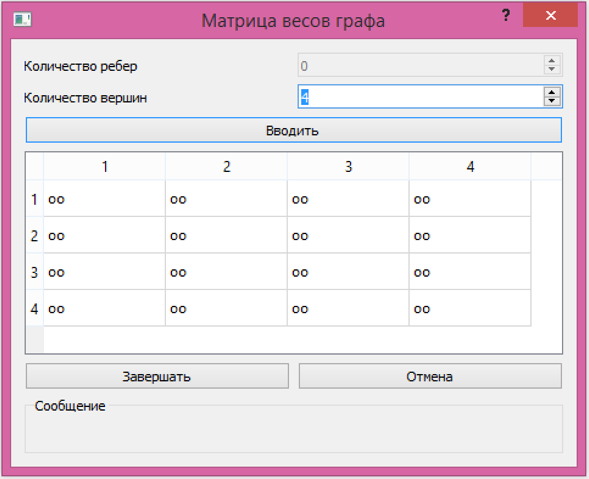 Матрица весов графа
?
Количество ребер 0
Количество вершин 4
Вводить
1 2 3 4
1 oo oo oo oo
2 oo oo oo oo
3 oo oo oo oo
4 oo oo oo oo
Завершать Отмена
Сообщение